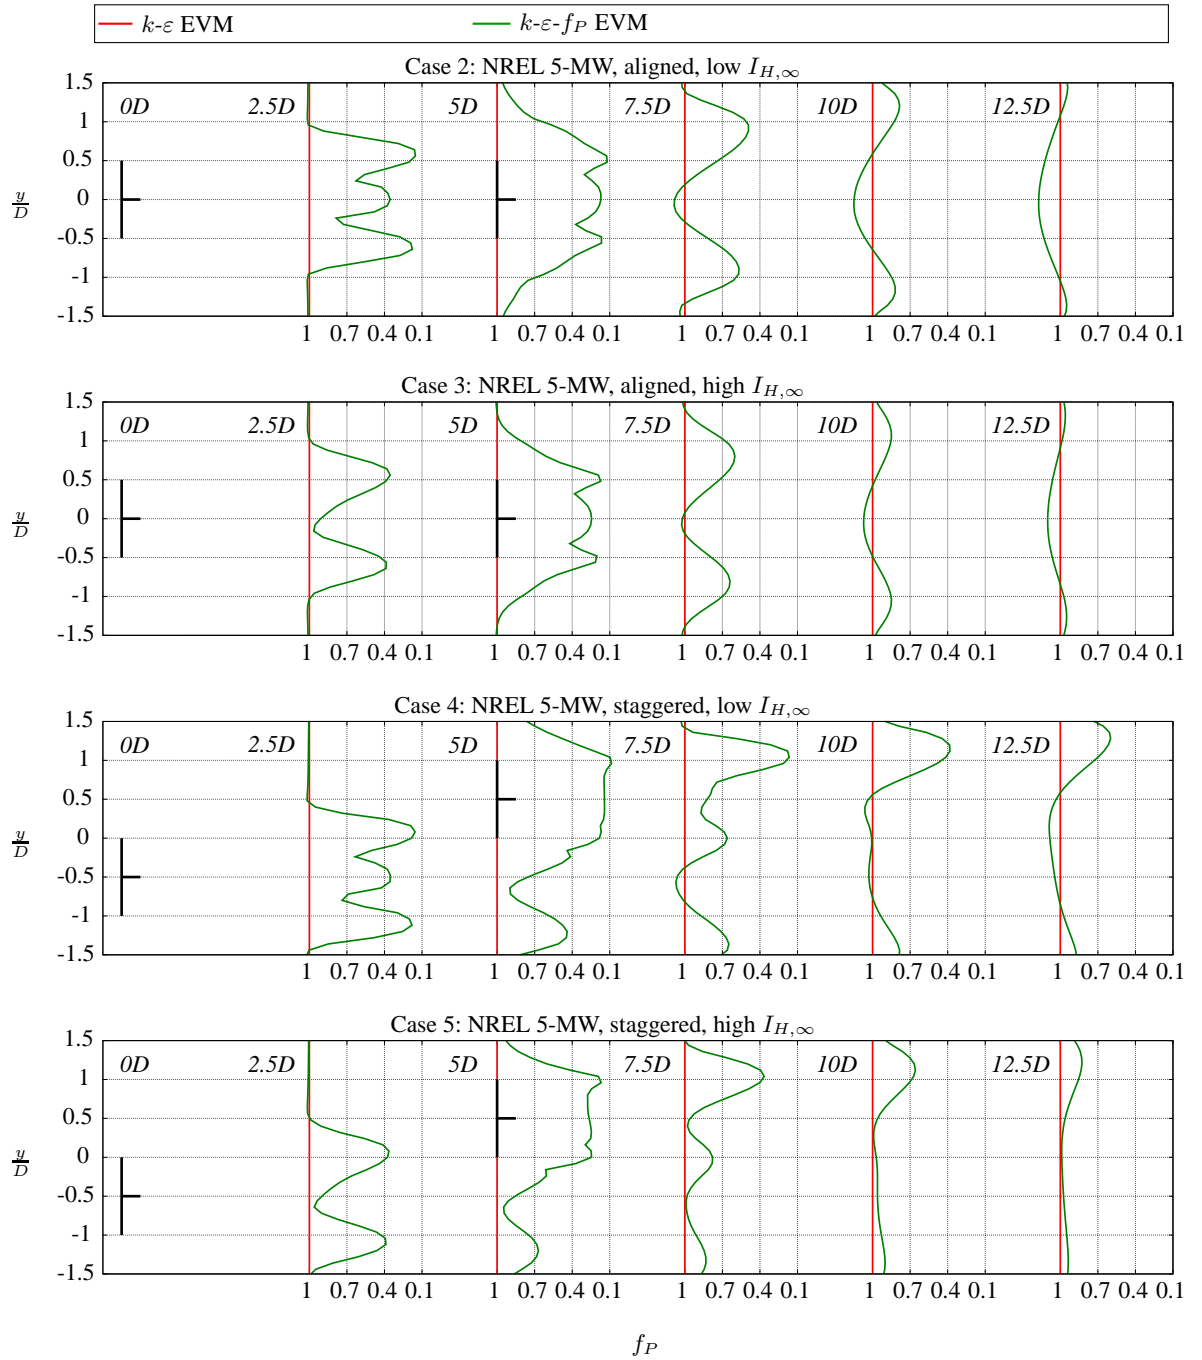 k-ε EVM k-ε-f_P EVM
Case 2: NREL 5-MW, aligned, low I_{H,∞}
1.5
1
0.5
0
-0.5
-1
-1.5
y/D
0D 2.5D 5D 7.5D 10D 12.5D
1 0.7 0.4 0.1 1 0.7 0.4 0.1 1 0.7 0.4 0.1 1 0.7 0.4 0.1 1 0.7 0.4 0.1
Case 3: NREL 5-MW, aligned, high I_{H,∞}
1.5
1
0.5
0
-0.5
-1
-1.5
y/D
0D 2.5D 5D 7.5D 10D 12.5D
1 0.7 0.4 0.1 1 0.7 0.4 0.1 1 0.7 0.4 0.1 1 0.7 0.4 0.1 1 0.7 0.4 0.1
Case 4: NREL 5-MW, staggered, low I_{H,∞}
1.5
1
0.5
0
-0.5
-1
-1.5
y/D
0D 2.5D 5D 7.5D 10D 12.5D
1 0.7 0.4 0.1 1 0.7 0.4 0.1 1 0.7 0.4 0.1 1 0.7 0.4 0.1 1 0.7 0.4 0.1
Case 5: NREL 5-MW, staggered, high I_{H,∞}
1.5
1
0.5
0
-0.5
-1
-1.5
y/D
0D 2.5D 5D 7.5D 10D 12.5D
1 0.7 0.4 0.1 1 0.7 0.4 0.1 1 0.7 0.4 0.1 1 0.7 0.4 0.1 1 0.7 0.4 0.1
f_P